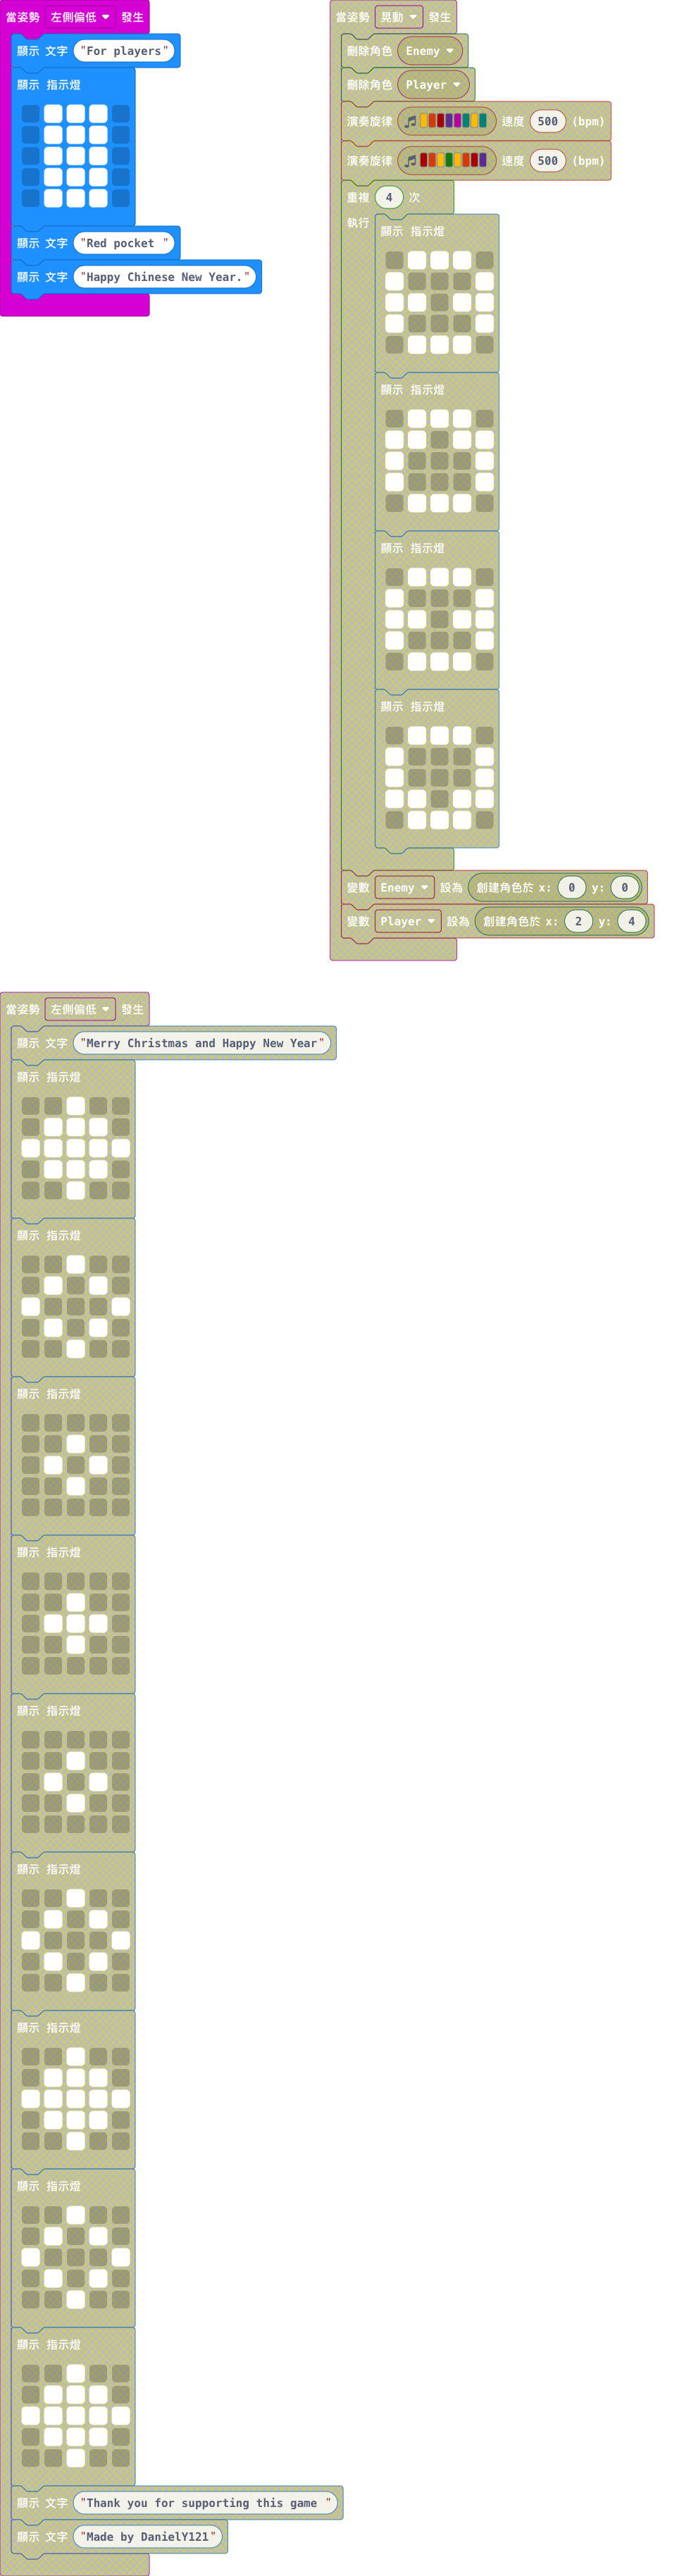 當姿勢 左側偏低 發生
顯示 文字 "For players"
顯示 指示燈
顯示 文字 "Red pocket "
顯示 文字 "Happy Chinese New Year."
當姿勢 晃動 發生
刪除角色 Enemy
刪除角色 Player
演奏旋律 速度 500 (bpm)
演奏旋律 速度 500 (bpm)
重複 4 次
執行
顯示 指示燈
顯示 指示燈
顯示 指示燈
顯示 指示燈
變數 Enemy 設為 創建角色於 x: 0 y: 0
變數 Player 設為 創建角色於 x: 2 y: 4
當姿勢 左側偏低 發生
顯示 文字 "Merry Christmas and Happy New Year"
顯示 指示燈
顯示 指示燈
顯示 指示燈
顯示 指示燈
顯示 指示燈
顯示 指示燈
顯示 指示燈
顯示 指示燈
顯示 指示燈
顯示 文字 "Thank you for supporting this game "
顯示 文字 "Made by DanielY121"